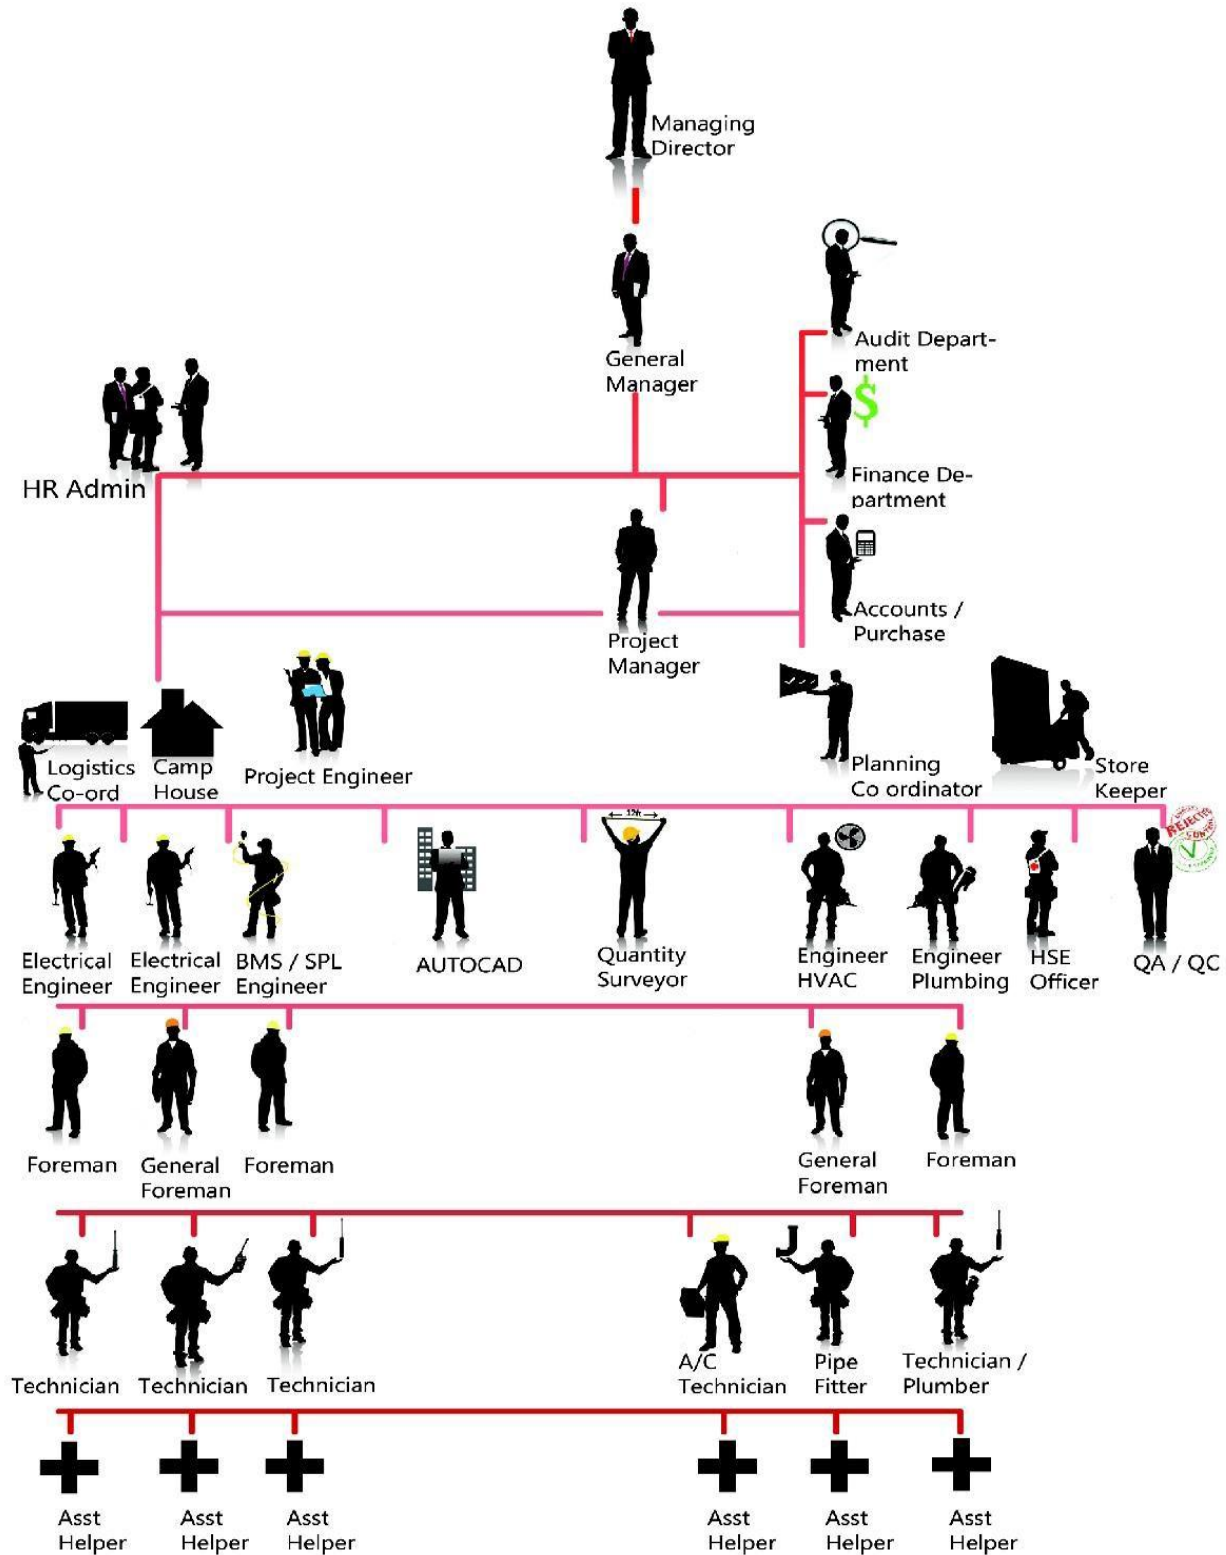 Managing
Director
General
Manager
Audit Depart-
ment
$
HR Admin
Finance De-
partment
Accounts /
Purchase
Project
Manager
Logistics
Co-ord
Camp
House
Project Engineer
Planning
Co ordinator
Store
Keeper
12ft
REJECTED
Electrical
Engineer
Electrical
Engineer
BMS / SPL
Engineer
AUTOCAD
Quantity
Surveyor
Engineer
HVAC
Engineer
Plumbing
HSE
Officer
QA / QC
Foreman
General
Foreman
Foreman
General
Foreman
Foreman
Technician
Technician
Technician
A/C
Technician
Pipe
Fitter
Technician /
Plumber
Asst
Helper
Asst
Helper
Asst
Helper
Asst
Helper
Asst
Helper
Asst
Helper